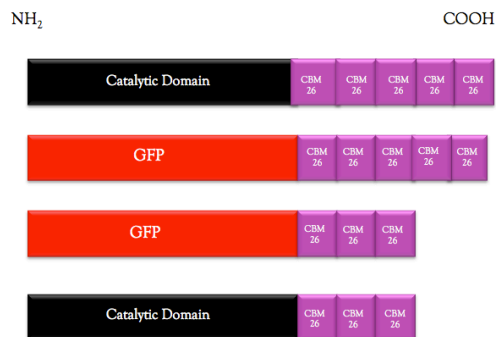 NH₂ COOH
Catalytic Domain CBM CBM CBM CBM CBM
26 26 26 26 26
GFP CBM CBM CBM CBM CBM
26 26 26 26 26
GFP CBM CBM CBM
26 26 26
Catalytic Domain CBM CBM CBM
26 26 26